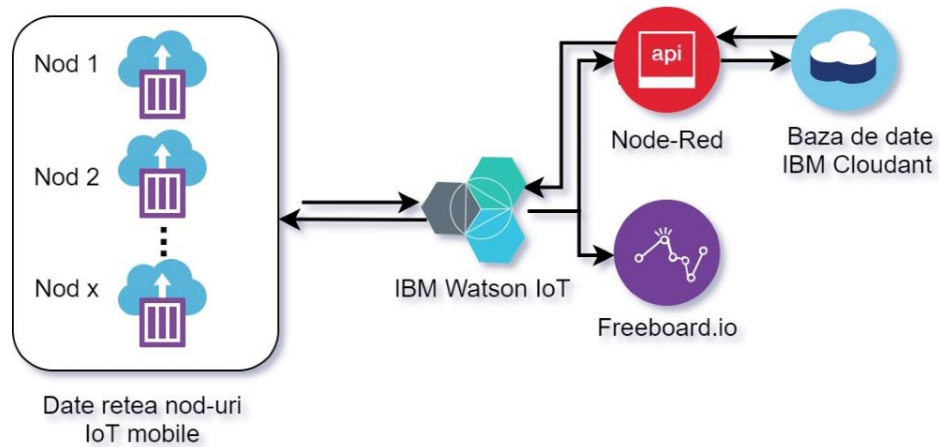 Nod 1
Nod 2
Nod x
Date retea nod-uri
IoT mobile
IBM Watson IoT
api
Node-Red
Baza de date
IBM Cloudant
Freeboard.io